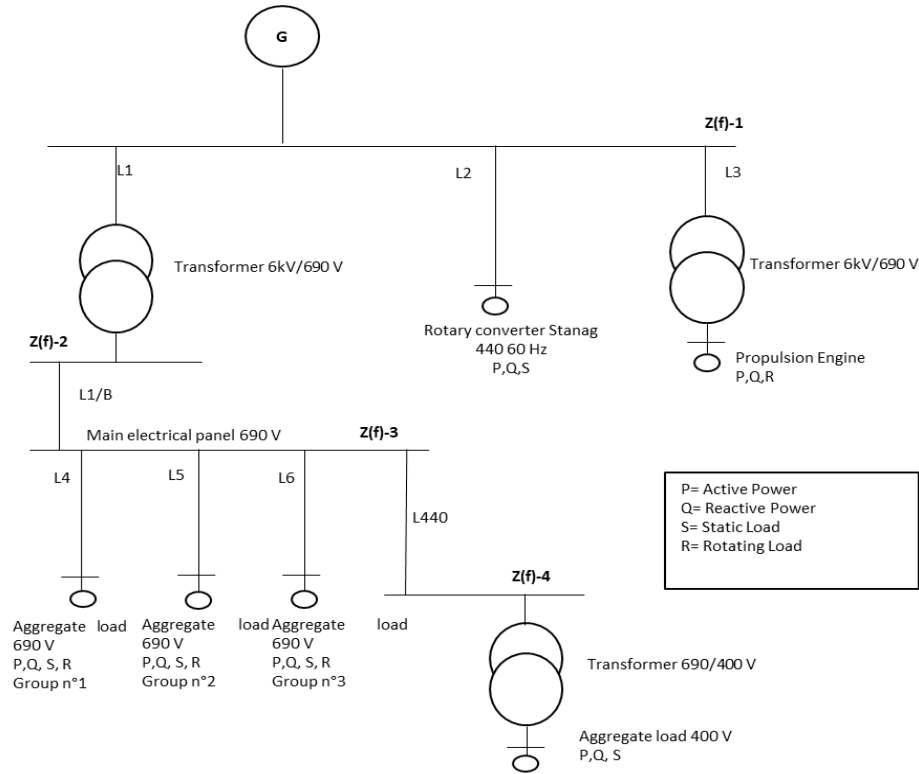 G
Z(f)-1
L1
L2
L3
Transformer 6kV/690 V
Transformer 6kV/690 V
Rotary converter Stanag
440 60 Hz
P,Q,S
Z(f)-2
Propulsion Engine
P,Q,R
L1/B
Main electrical panel 690 V
Z(f)-3
L4
L5
L6
L440
P= Active Power
Q= Reactive Power
S= Static Load
R= Rotating Load
Z(f)-4
Aggregate load
690 V
P,Q, S, R
Group n°1
Aggregate load
690 V
P,Q, S, R
Group n°2
Aggregate load
690 V
P,Q, S, R
Group n°3
Transformer 690/400 V
Aggregate load 400 V
P,Q, S